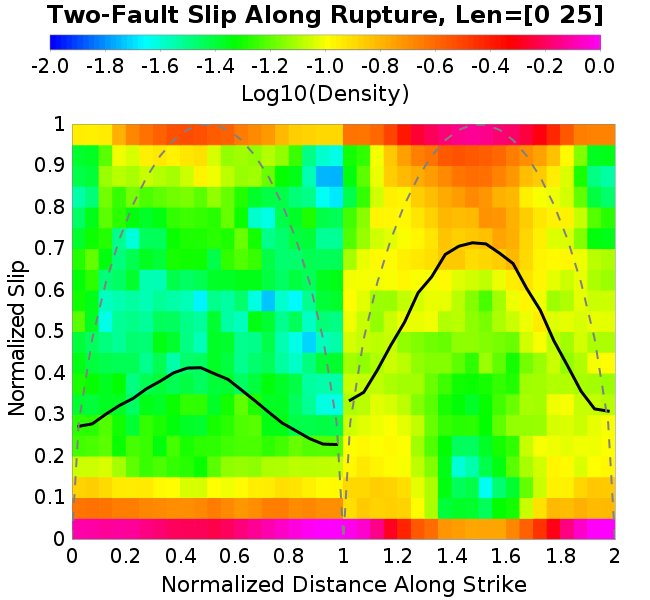 Two-Fault Slip Along Rupture, Len=[0 25]
-2.0 -1.8 -1.6 -1.4 -1.2 -1.0 -0.8 -0.6 -0.4 -0.2 0.0
Log10(Density)
1
0.9
0.8
0.7
0.6
0.5
0.4
0.3
0.2
0.1
0
Normalized Slip
0 0.2 0.4 0.6 0.8 1 1.2 1.4 1.6 1.8 2
Normalized Distance Along Strike